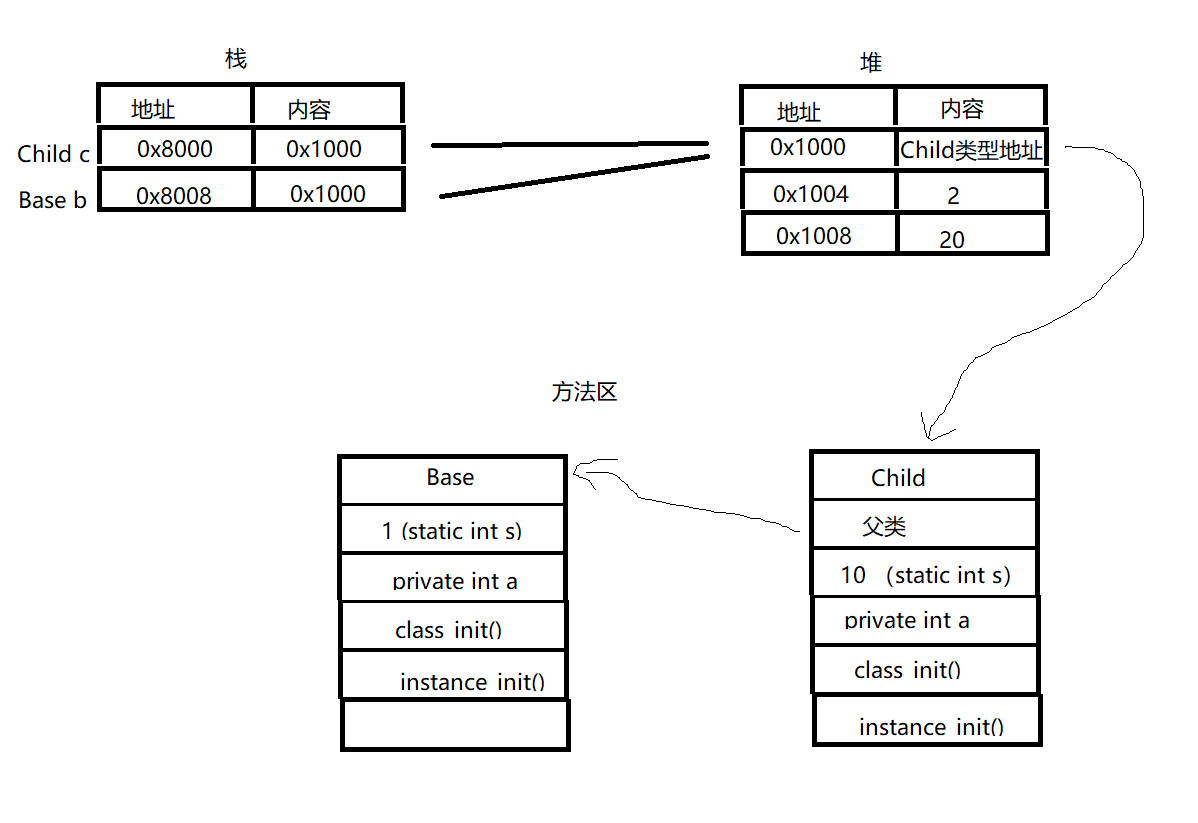 栈
地址 内容
Child c 0x8000 0x1000
Base b 0x8008 0x1000
堆
地址 内容
0x1000 Child类型地址
0x1004 2
0x1008 20
方法区
Base
1 (static int s)
private int a
class init()
instance init()
Child
父类
10 （static int s）
private int a
class init()
instance init()